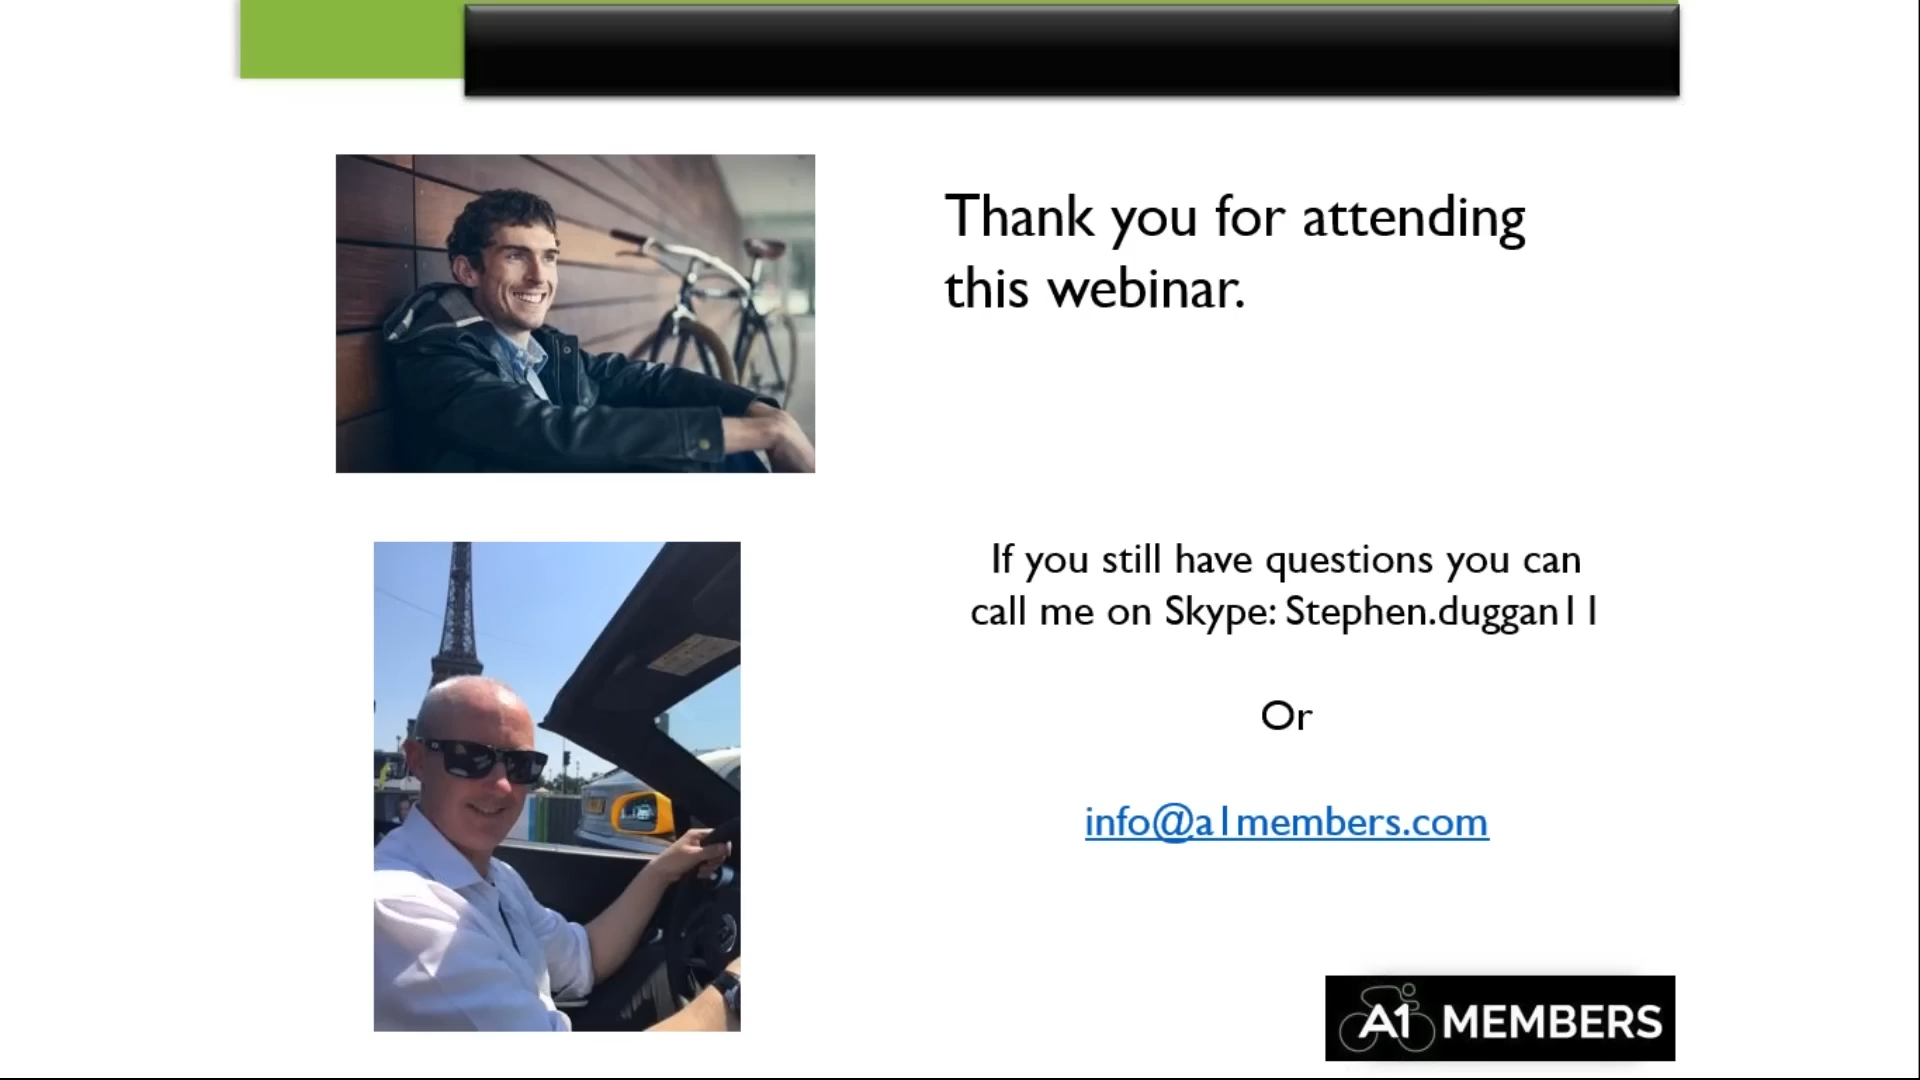 Thank you for attending
this webinar.
If you still have questions you can
call me on Skype: Stephen.duggan11
Or
info@a1members.com
A1 MEMBERS